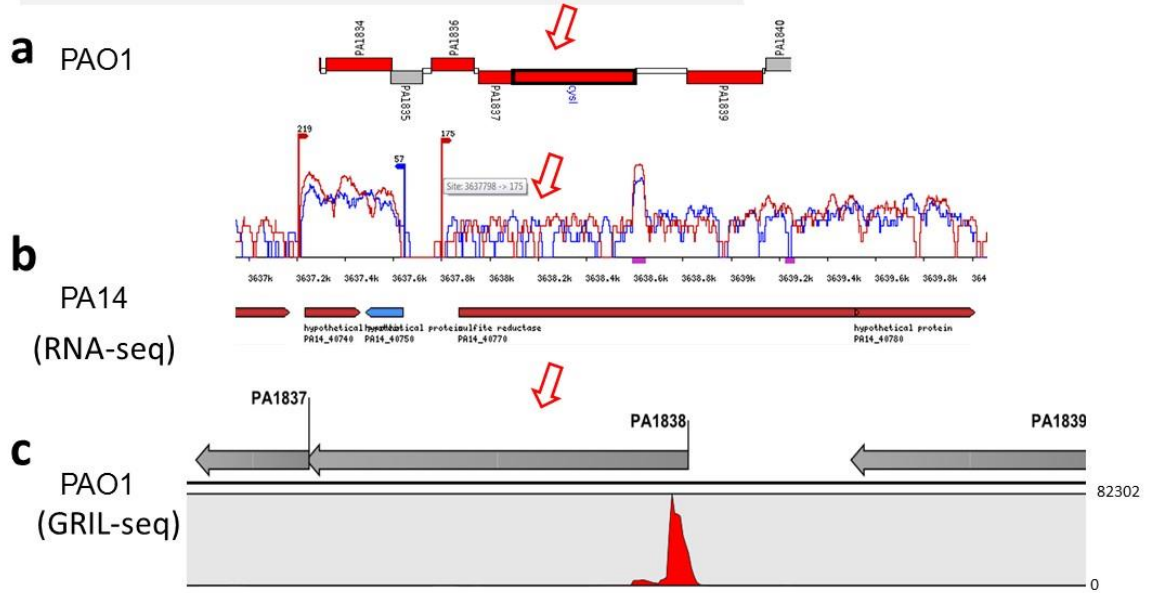 a
PAO1
PA1834
PA1835
PA1836
PA1837
cysI
PA1839
PA1840
219
57
175
Site: 3637798 -> 175
b
3637k 3637.2k 3637.4k 3637.6k 3637.8k 3638k 3638.2k 3638.4k 3638.6k 3638.8k 3639k 3639.2k 3639.4k 3639.6k 3639.8k 364
PA14
(RNA-seq)
hypothetical protein sulfite reductase hypothetical protein
PA14_40740 PA14_40750 PA14_40770 PA14_40780
PA1837
PA1838
PA1839
c
PAO1
(GRIL-seq)
82302
0